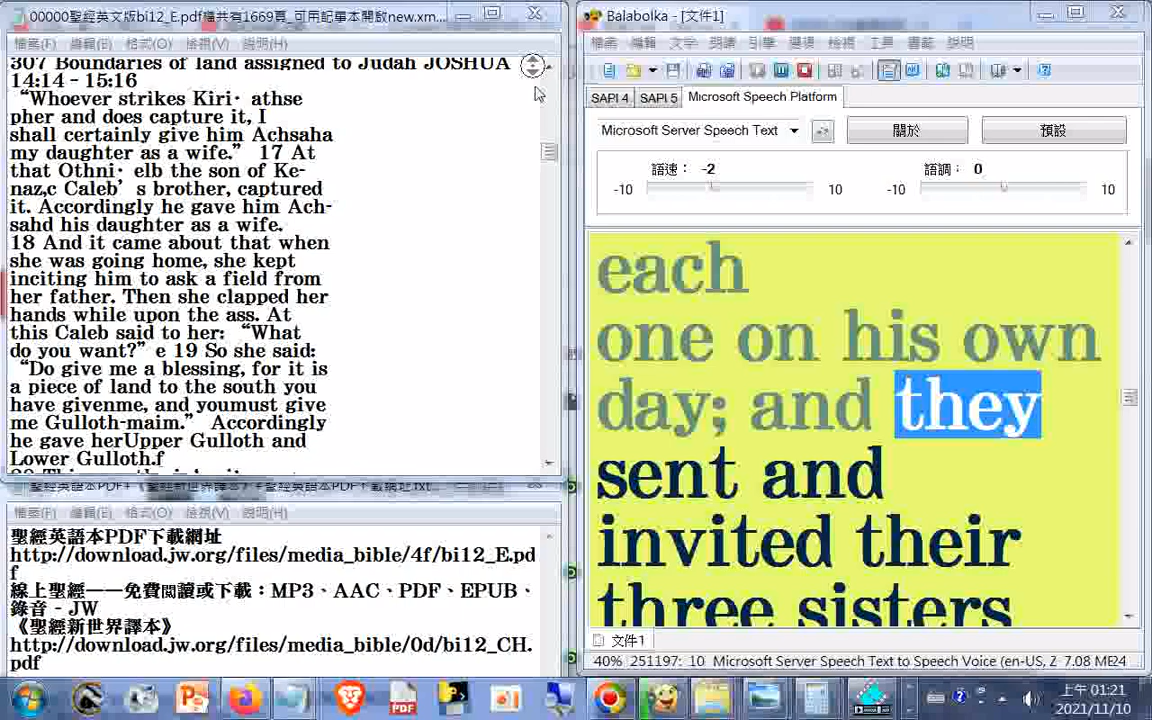 00000聖經英文版bi12_E.pdf檔共有1669頁_可用記事本開啟new.xm...
檔案(F) 編輯(E) 格式(O) 檢視(V) 說明(H)
307 Boundaries of land assigned to Judah JOSHUA
14:14 – 15:16
“Whoever strikes Kiri· athse
pher and does capture it, I
shall certainly give him Achsaha
my daughter as a wife.” 17 At
that Othni· elb the son of Ke-
naz,c Caleb’s brother, captured
it. Accordingly he gave him Ach-
sahd his daughter as a wife.
18 And it came about that when
she was going home, she kept
inciting him to ask a field from
her father. Then she clapped her
hands while upon the ass. At
this Caleb said to her: “What
do you want?”e 19 So she said:
“Do give me a blessing, for it is
a piece of land to the south you
have givenme, and youmust give
me Gulloth-maim.” Accordingly
he gave herUpper Gulloth and
Lower Gulloth.f
檔案(F) 編輯(E) 格式(O) 檢視(V) 說明(H)
聖經英語本PDF下載網址
http://download.jw.org/files/media_bible/4f/bi12_E.pd
f
線上聖經——免費閱讀或下載：MP3、AAC、PDF、EPUB、
錄音 - JW
《聖經新世界譯本》
http://download.jw.org/files/media_bible/0d/bi12_CH.
pdf
Balabolka - [文件1]
檔案 編輯 文字 朗讀 引擎 選項 檢視 工具 書籤 說明
SAPI 4 SAPI 5 Microsoft Speech Platform
Microsoft Server Speech Text 關於 預設
語速： -2 語調： 0
-10 10 -10 10
each
one on his own
day; and they
sent and
invited their
three sisters
文件1
40% 251197: 10 Microsoft Server Speech Text to Speech Voice (en-US, Z 7.08 ME24
PDF
上午 01:21
2021/11/10